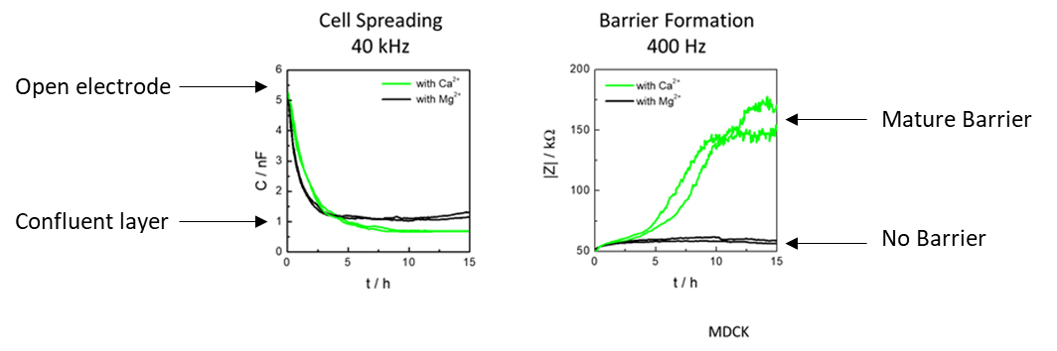 Cell Spreading
40 kHz
Barrier Formation
400 Hz
Open electrode
Confluent layer
C / nF
6
5
4
3
2
1
0
with Ca²⁺
with Mg²⁺
0 5 10 15
t / h
|Z| / kΩ
200
150
100
50
with Ca²⁺
with Mg²⁺
0 5 10 15
t / h
Mature Barrier
No Barrier
MDCK